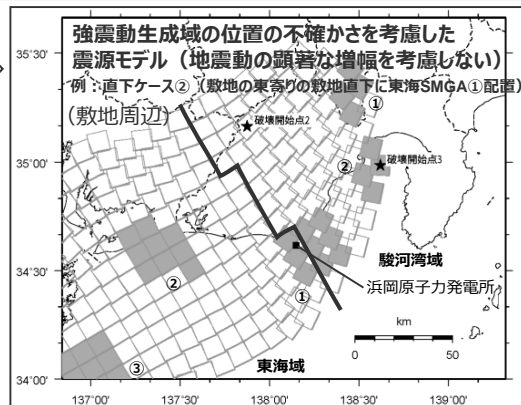 強震動生成域の位置の不確かさを考慮した
震源モデル（地震動の顕著な増幅を考慮しない）
例：直下ケース②（敷地の東寄りの敷地直下に東海SMGA①配置）
（敷地周辺）
35°30'
①
★破壊開始点2
35°00'
②
★破壊開始点3
駿河湾域
34°30'
②
浜岡原子力発電所
①
km
0 50
③
東海域
34°00'
137°00' 137°30' 138°00' 138°30' 139°00'